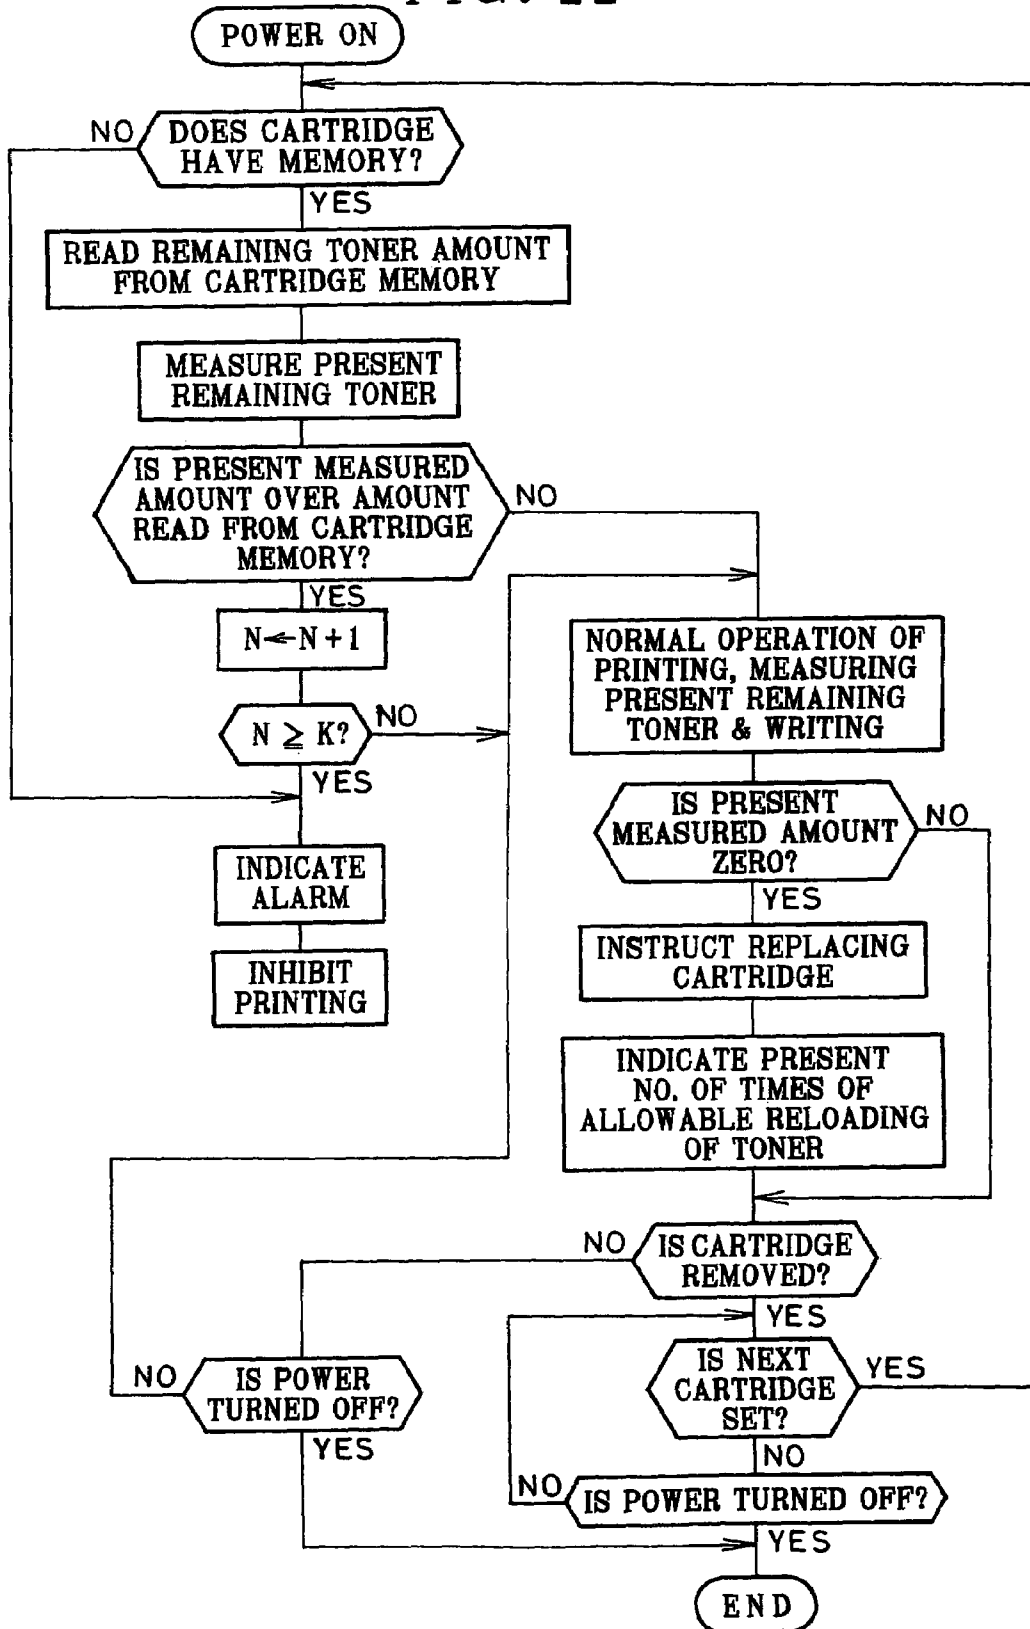 POWER ON
NO
DOES CARTRIDGE
HAVE MEMORY?
YES
READ REMAINING TONER AMOUNT
FROM CARTRIDGE MEMORY
MEASURE PRESENT
REMAINING TONER
IS PRESENT MEASURED
AMOUNT OVER AMOUNT
READ FROM CARTRIDGE
MEMORY?
NO
YES
N←N+1
N ≧ K?
NO
YES
INDICATE
ALARM
INHIBIT
PRINTING
NORMAL OPERATION OF
PRINTING, MEASURING
PRESENT REMAINING
TONER & WRITING
IS PRESENT
MEASURED AMOUNT
ZERO?
NO
YES
INSTRUCT REPLACING
CARTRIDGE
INDICATE PRESENT
NO. OF TIMES OF
ALLOWABLE RELOADING
OF TONER
NO
IS CARTRIDGE
REMOVED?
YES
NO
IS POWER
TURNED OFF?
YES
IS NEXT
CARTRIDGE
SET?
YES
NO
NO
IS POWER TURNED OFF?
YES
END